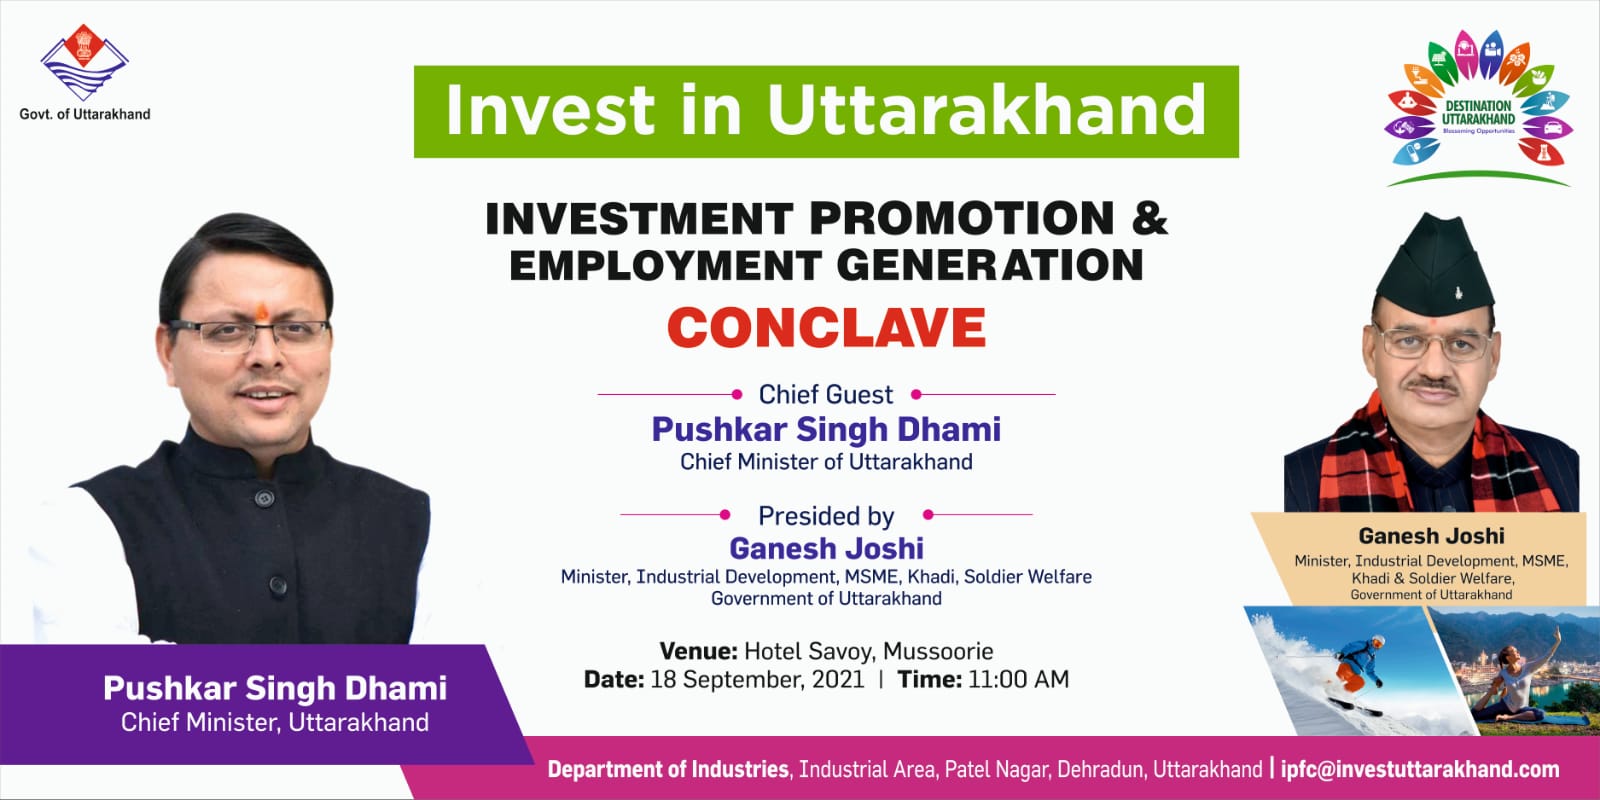 Govt. of Uttarakhand
Invest in Uttarakhand
DESTINATION
UTTARAKHAND
Blossoming Opportunities
INVESTMENT PROMOTION &
EMPLOYMENT GENERATION
CONCLAVE
Chief Guest
Pushkar Singh Dhami
Chief Minister of Uttarakhand
Presided by
Ganesh Joshi
Minister, Industrial Development, MSME, Khadi, Soldier Welfare
Government of Uttarakhand
Venue: Hotel Savoy, Mussoorie
Date: 18 September, 2021 | Time: 11:00 AM
Pushkar Singh Dhami
Chief Minister, Uttarakhand
Ganesh Joshi
Minister, Industrial Development, MSME,
Khadi & Soldier Welfare,
Government of Uttarakhand
Department of Industries, Industrial Area, Patel Nagar, Dehradun, Uttarakhand | ipfc@investuttarakhand.com